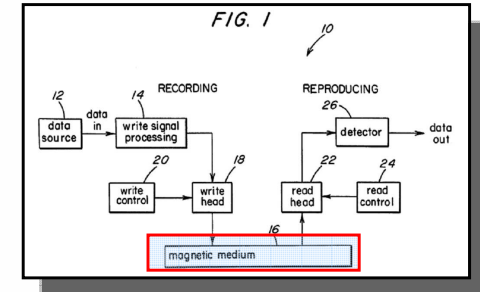 FIG. 1
10
RECORDING
REPRODUCING
12
14
26
data
source
data
in
write signal
processing
detector
data
out
20
18
22
24
write
control
write
head
read
head
read
control
16
magnetic medium